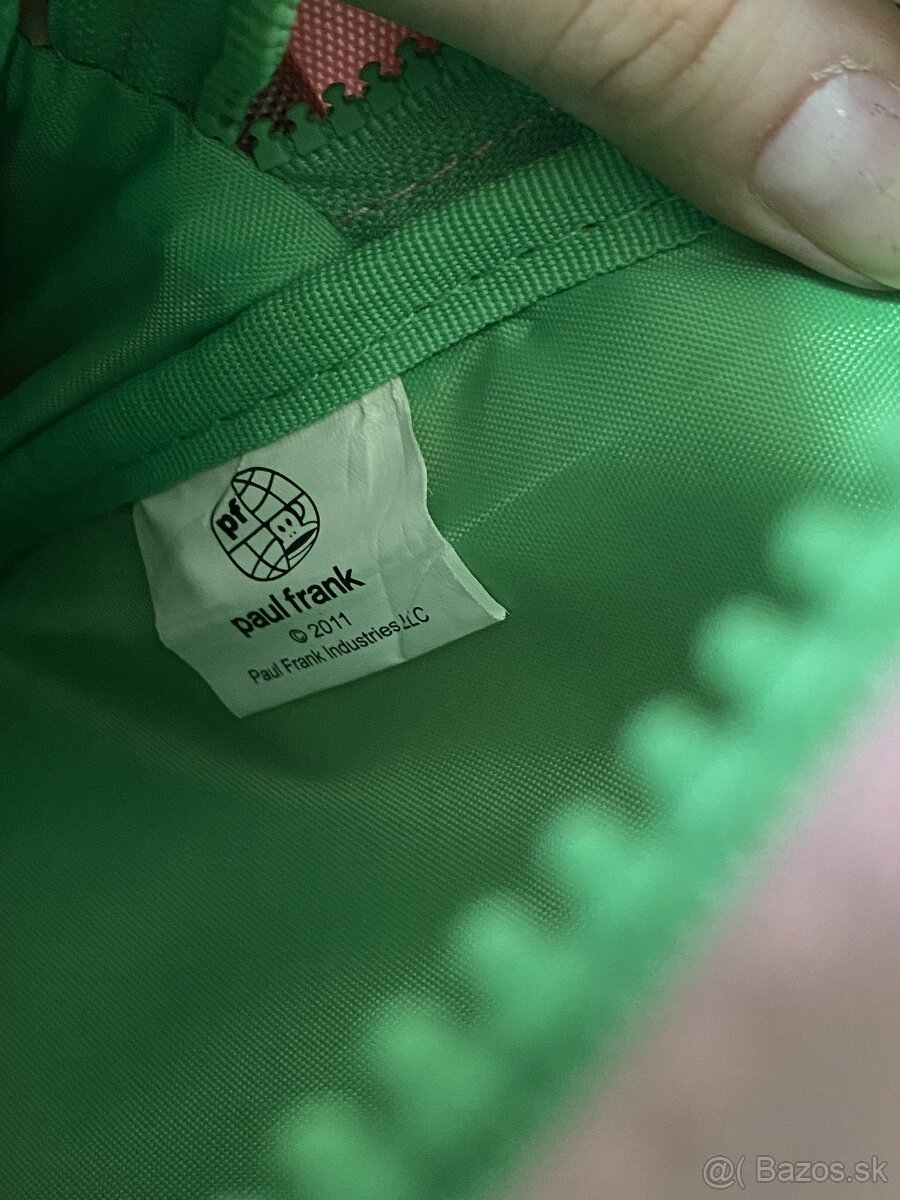 pf
paul frank
© 2011
Paul Frank Industries LLC
@( Bazos.sk